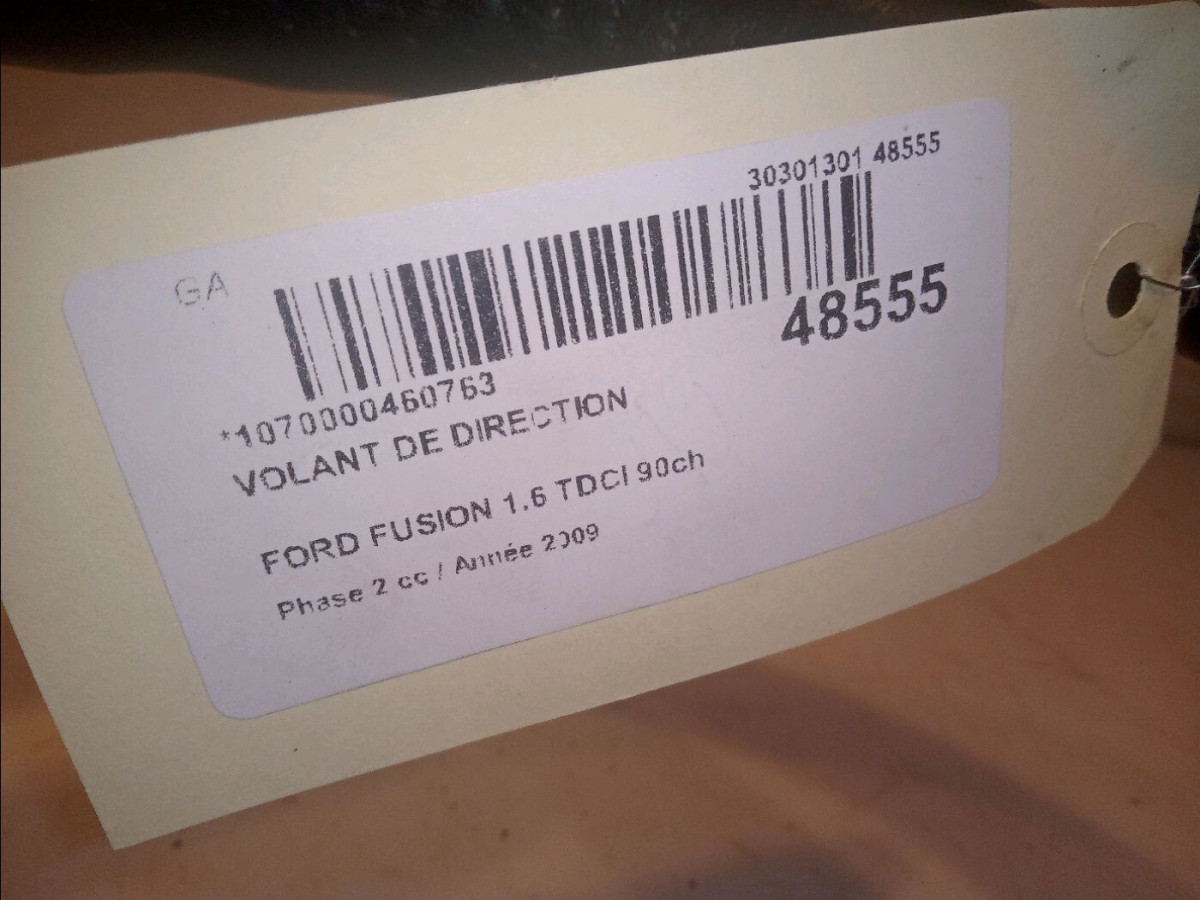 30301301 48555
GA
48555
*1070000460763
VOLANT DE DIRECTION
FORD FUSION 1.6 TDCI 90ch
Phase 2 cc / Année 2009